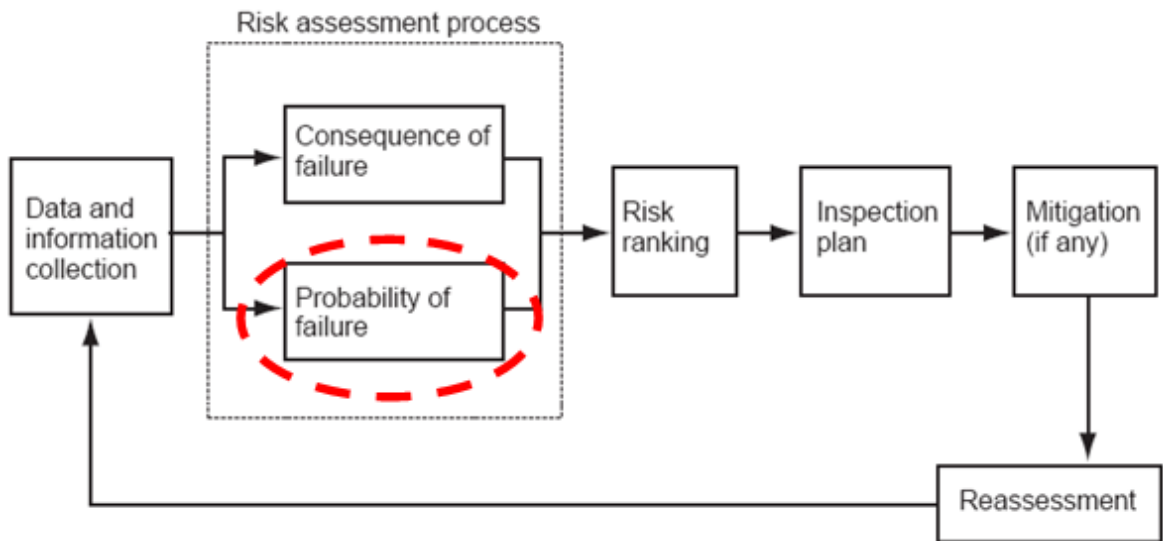 Risk assessment process
Consequence of
failure
Data and
information
collection
Probability of
failure
Risk
ranking
Inspection
plan
Mitigation
(if any)
Reassessment